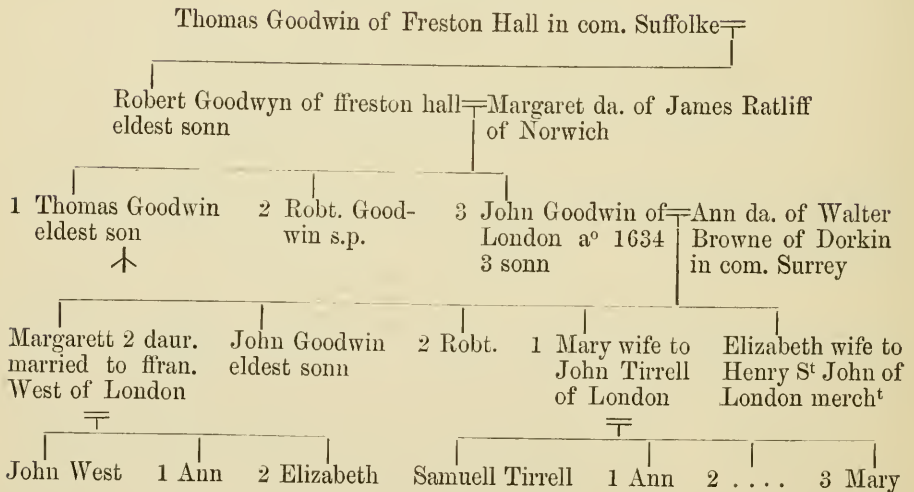 Thomas Goodwin of Freston Hall in com. Suffolke
Robert Goodwyn of ffreston hall
eldest sonn
Margaret da. of James Ratliff
of Norwich
1 Thomas Goodwin
eldest son
2 Robt. Good-
win s.p.
3 John Goodwin of
London aº 1634
3 sonn
Ann da. of Walter
Browne of Dorkin
in com. Surrey
Margarett 2 daur.
married to ffran.
West of London
John Goodwin
eldest sonn
2 Robt.
1 Mary wife to
John Tirrell
of London
Elizabeth wife to
Henry Sᵗ John of
London merchᵗ
John West
1 Ann
2 Elizabeth
Samuell Tirrell
1 Ann
2 . . . .
3 Mary